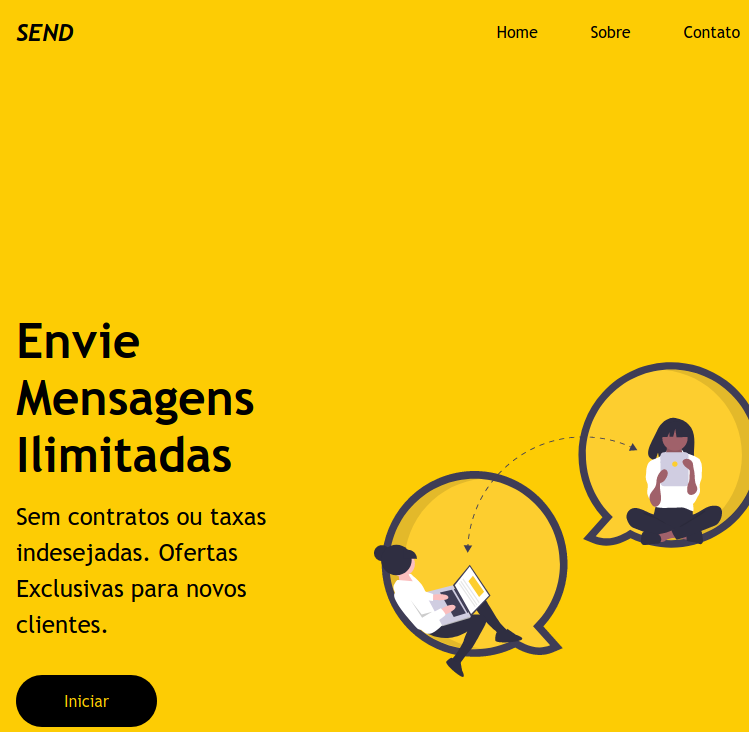 SEND
Home
Sobre
Contato
Envie
Mensagens
Ilimitadas
Sem contratos ou taxas
indesejadas. Ofertas
Exclusivas para novos
clientes.
Iniciar